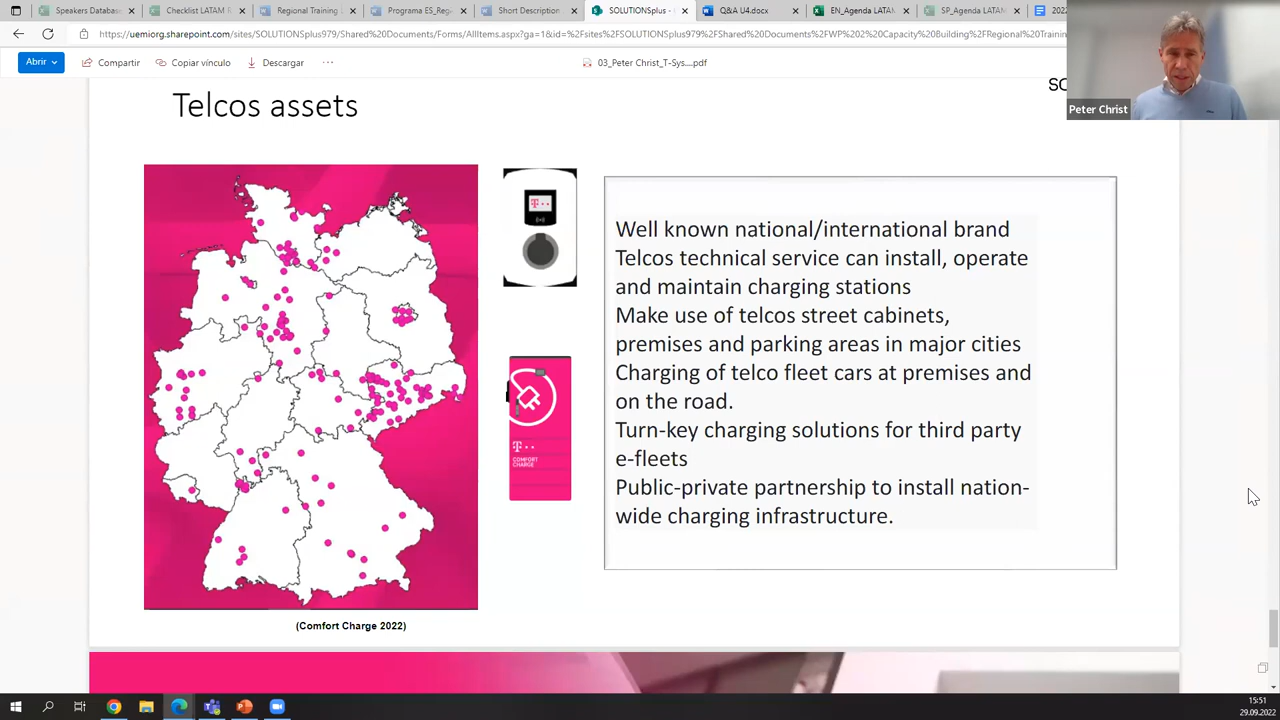 Speakers Databas
Checklist LATAM R
Regional Training
Programa ES_Reg
Short Description
SOLUTIONSplus -
Q&A U4.docx
EN_Agenda LATAM
SP_Agenda LATAM
202
https://uemiorg.sharepoint.com/sites/SOLUTIONSplus979/Shared%20Documents/Forms/AllItems.aspx?ga=1&id=%2Fsites%2FSOLUTIONSplus979%2FShared%20Documents%2FWP%202%20Capacity%20Building%2FRegional%20Train
Abrir
Compartir
Copiar vínculo
Descargar
03_Peter Christ_T-Sys....pdf
Peter Christ
Telcos assets
SO
Well known national/international brand
Telcos technical service can install, operate
and maintain charging stations
Make use of telcos street cabinets,
premises and parking areas in major cities
Charging of telco fleet cars at premises and
on the road.
Turn-key charging solutions for third party
e-fleets
Public-private partnership to install nation-
wide charging infrastructure.
T
T
COMFORT
CHARGE
(Comfort Charge 2022)
15:51
29.09.2022